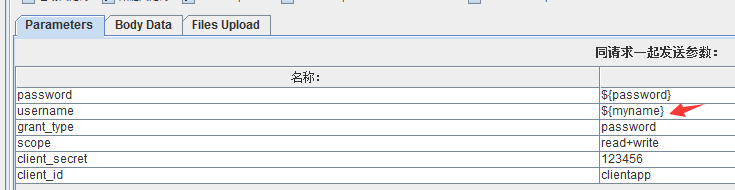 Parameters Body Data Files Upload
同请求一起发送参数：
名称：
password ${password}
username ${myname}
grant_type password
scope read+write
client_secret 123456
client_id clientapp